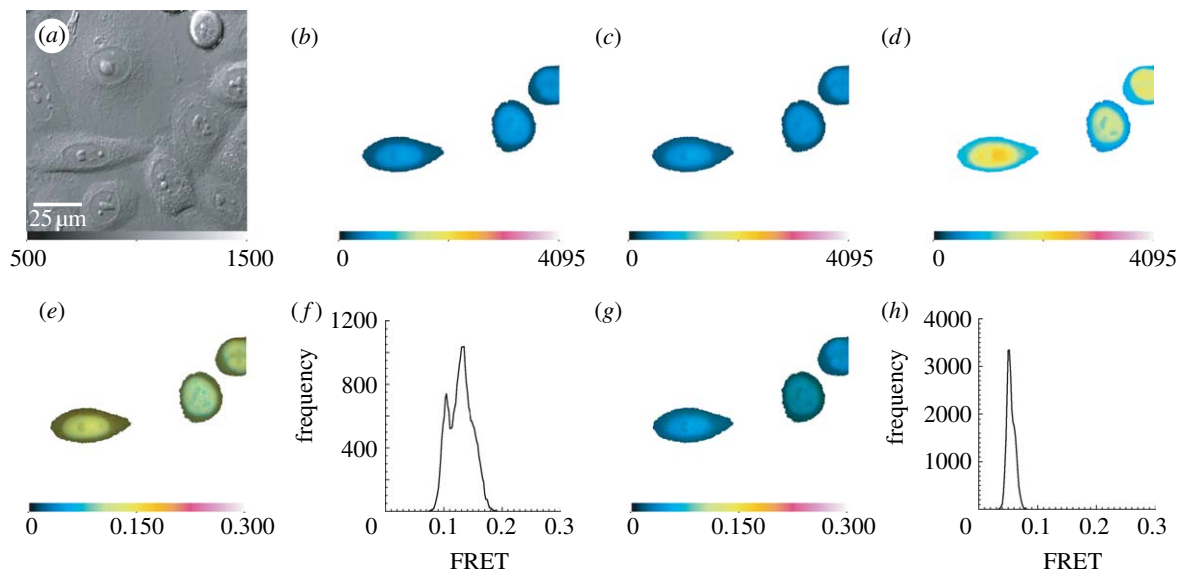 (a)
25 µm
500 1500
(b)
0 4095
(c)
0 4095
(d)
0 4095
(e)
0 0.150 0.300
(f)
frequency
1200
800
400
0 0.1 0.2 0.3
FRET
(g)
0 0.150 0.300
(h)
frequency
4000
3000
2000
1000
0 0.1 0.2 0.3
FRET